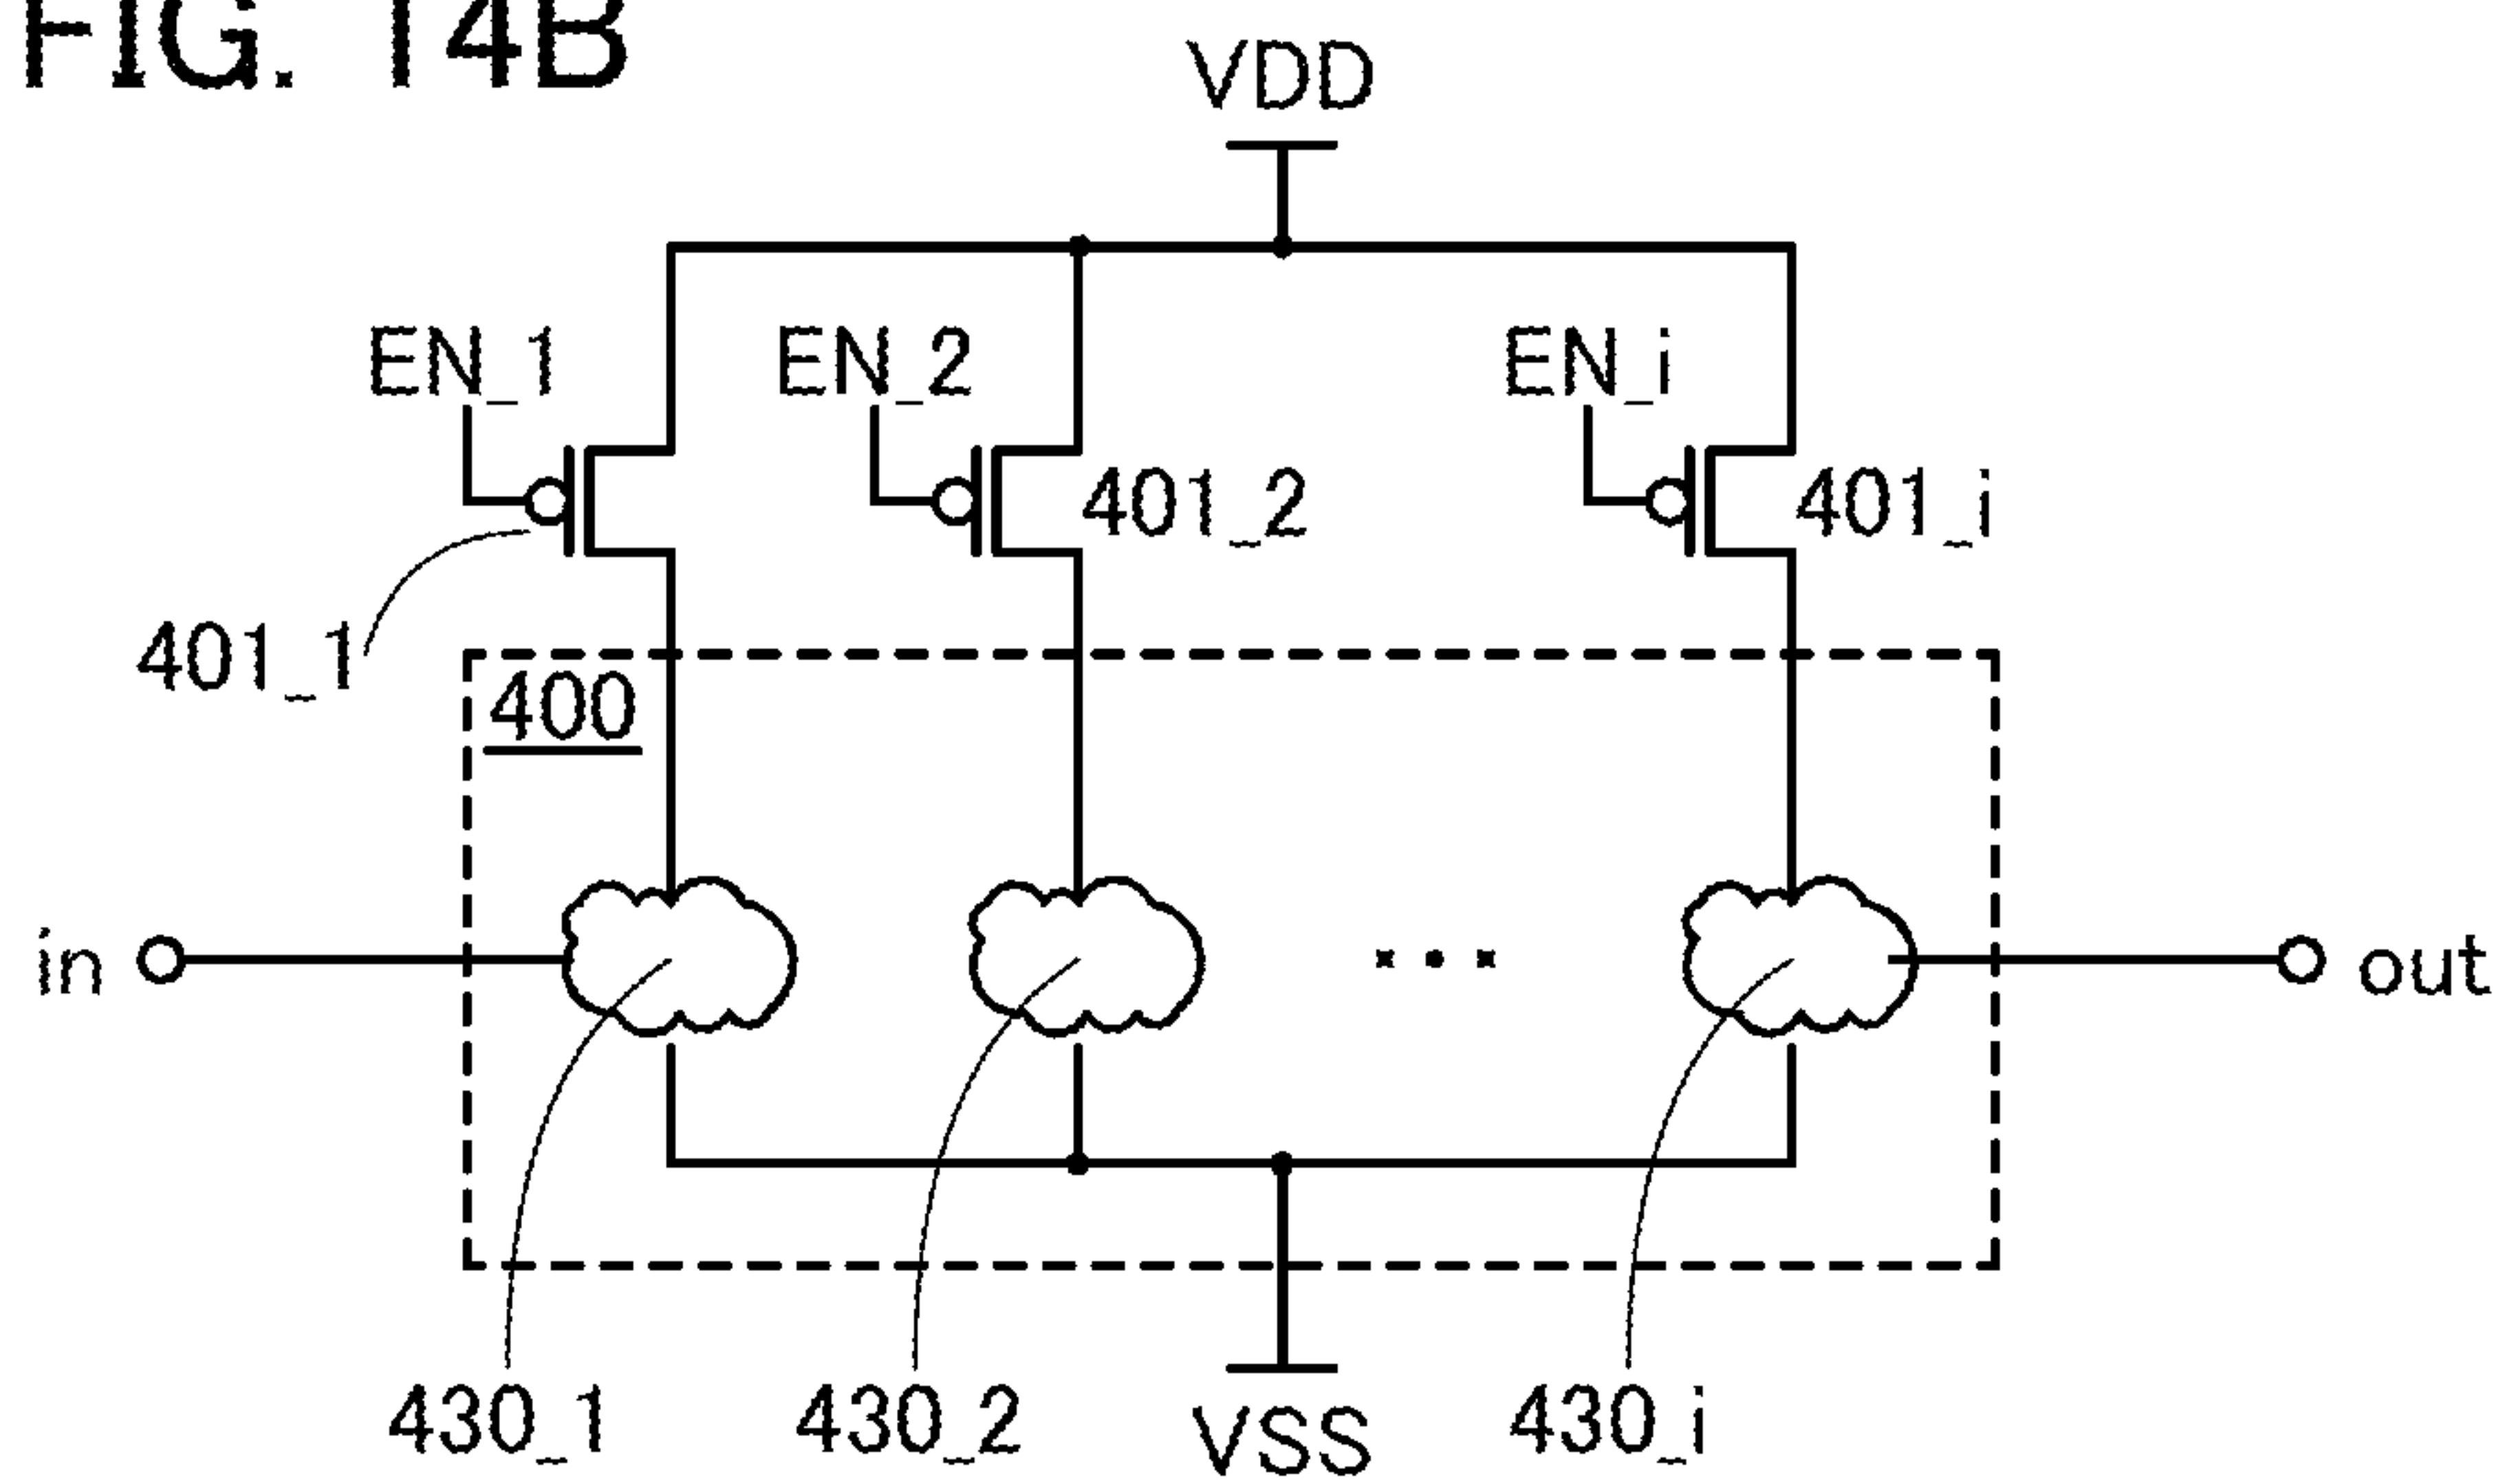 FIG. 14B
VDD
EN_1
EN_2
EN_i
401_2
401_i
401_1
400
in
...
out
430_1
430_2
430_i
VSS